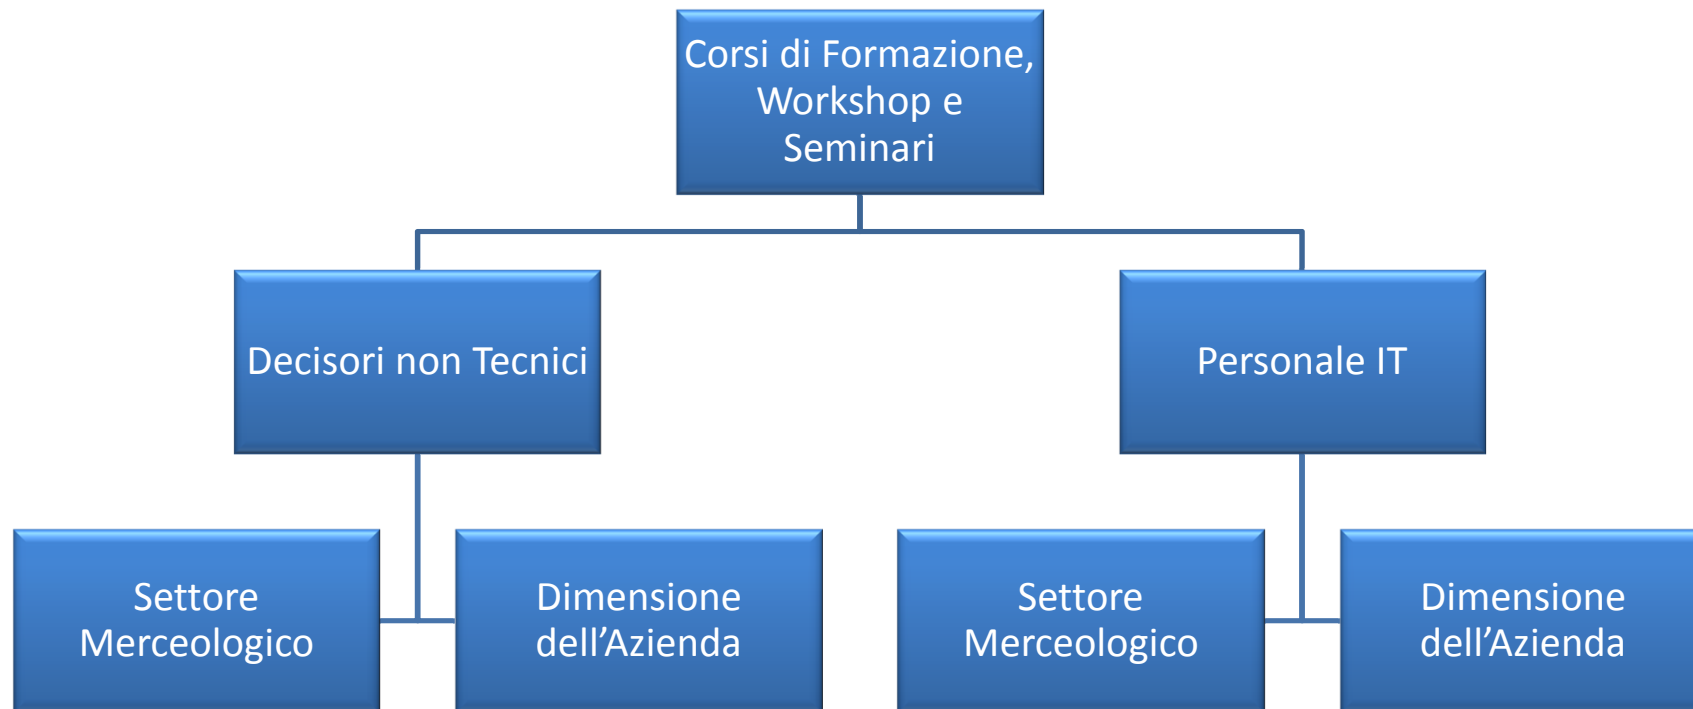 Corsi di Formazione,
Workshop e
Seminari
Decisori non Tecnici
Personale IT
Settore
Merceologico
Dimensione
dell’Azienda
Settore
Merceologico
Dimensione
dell’Azienda